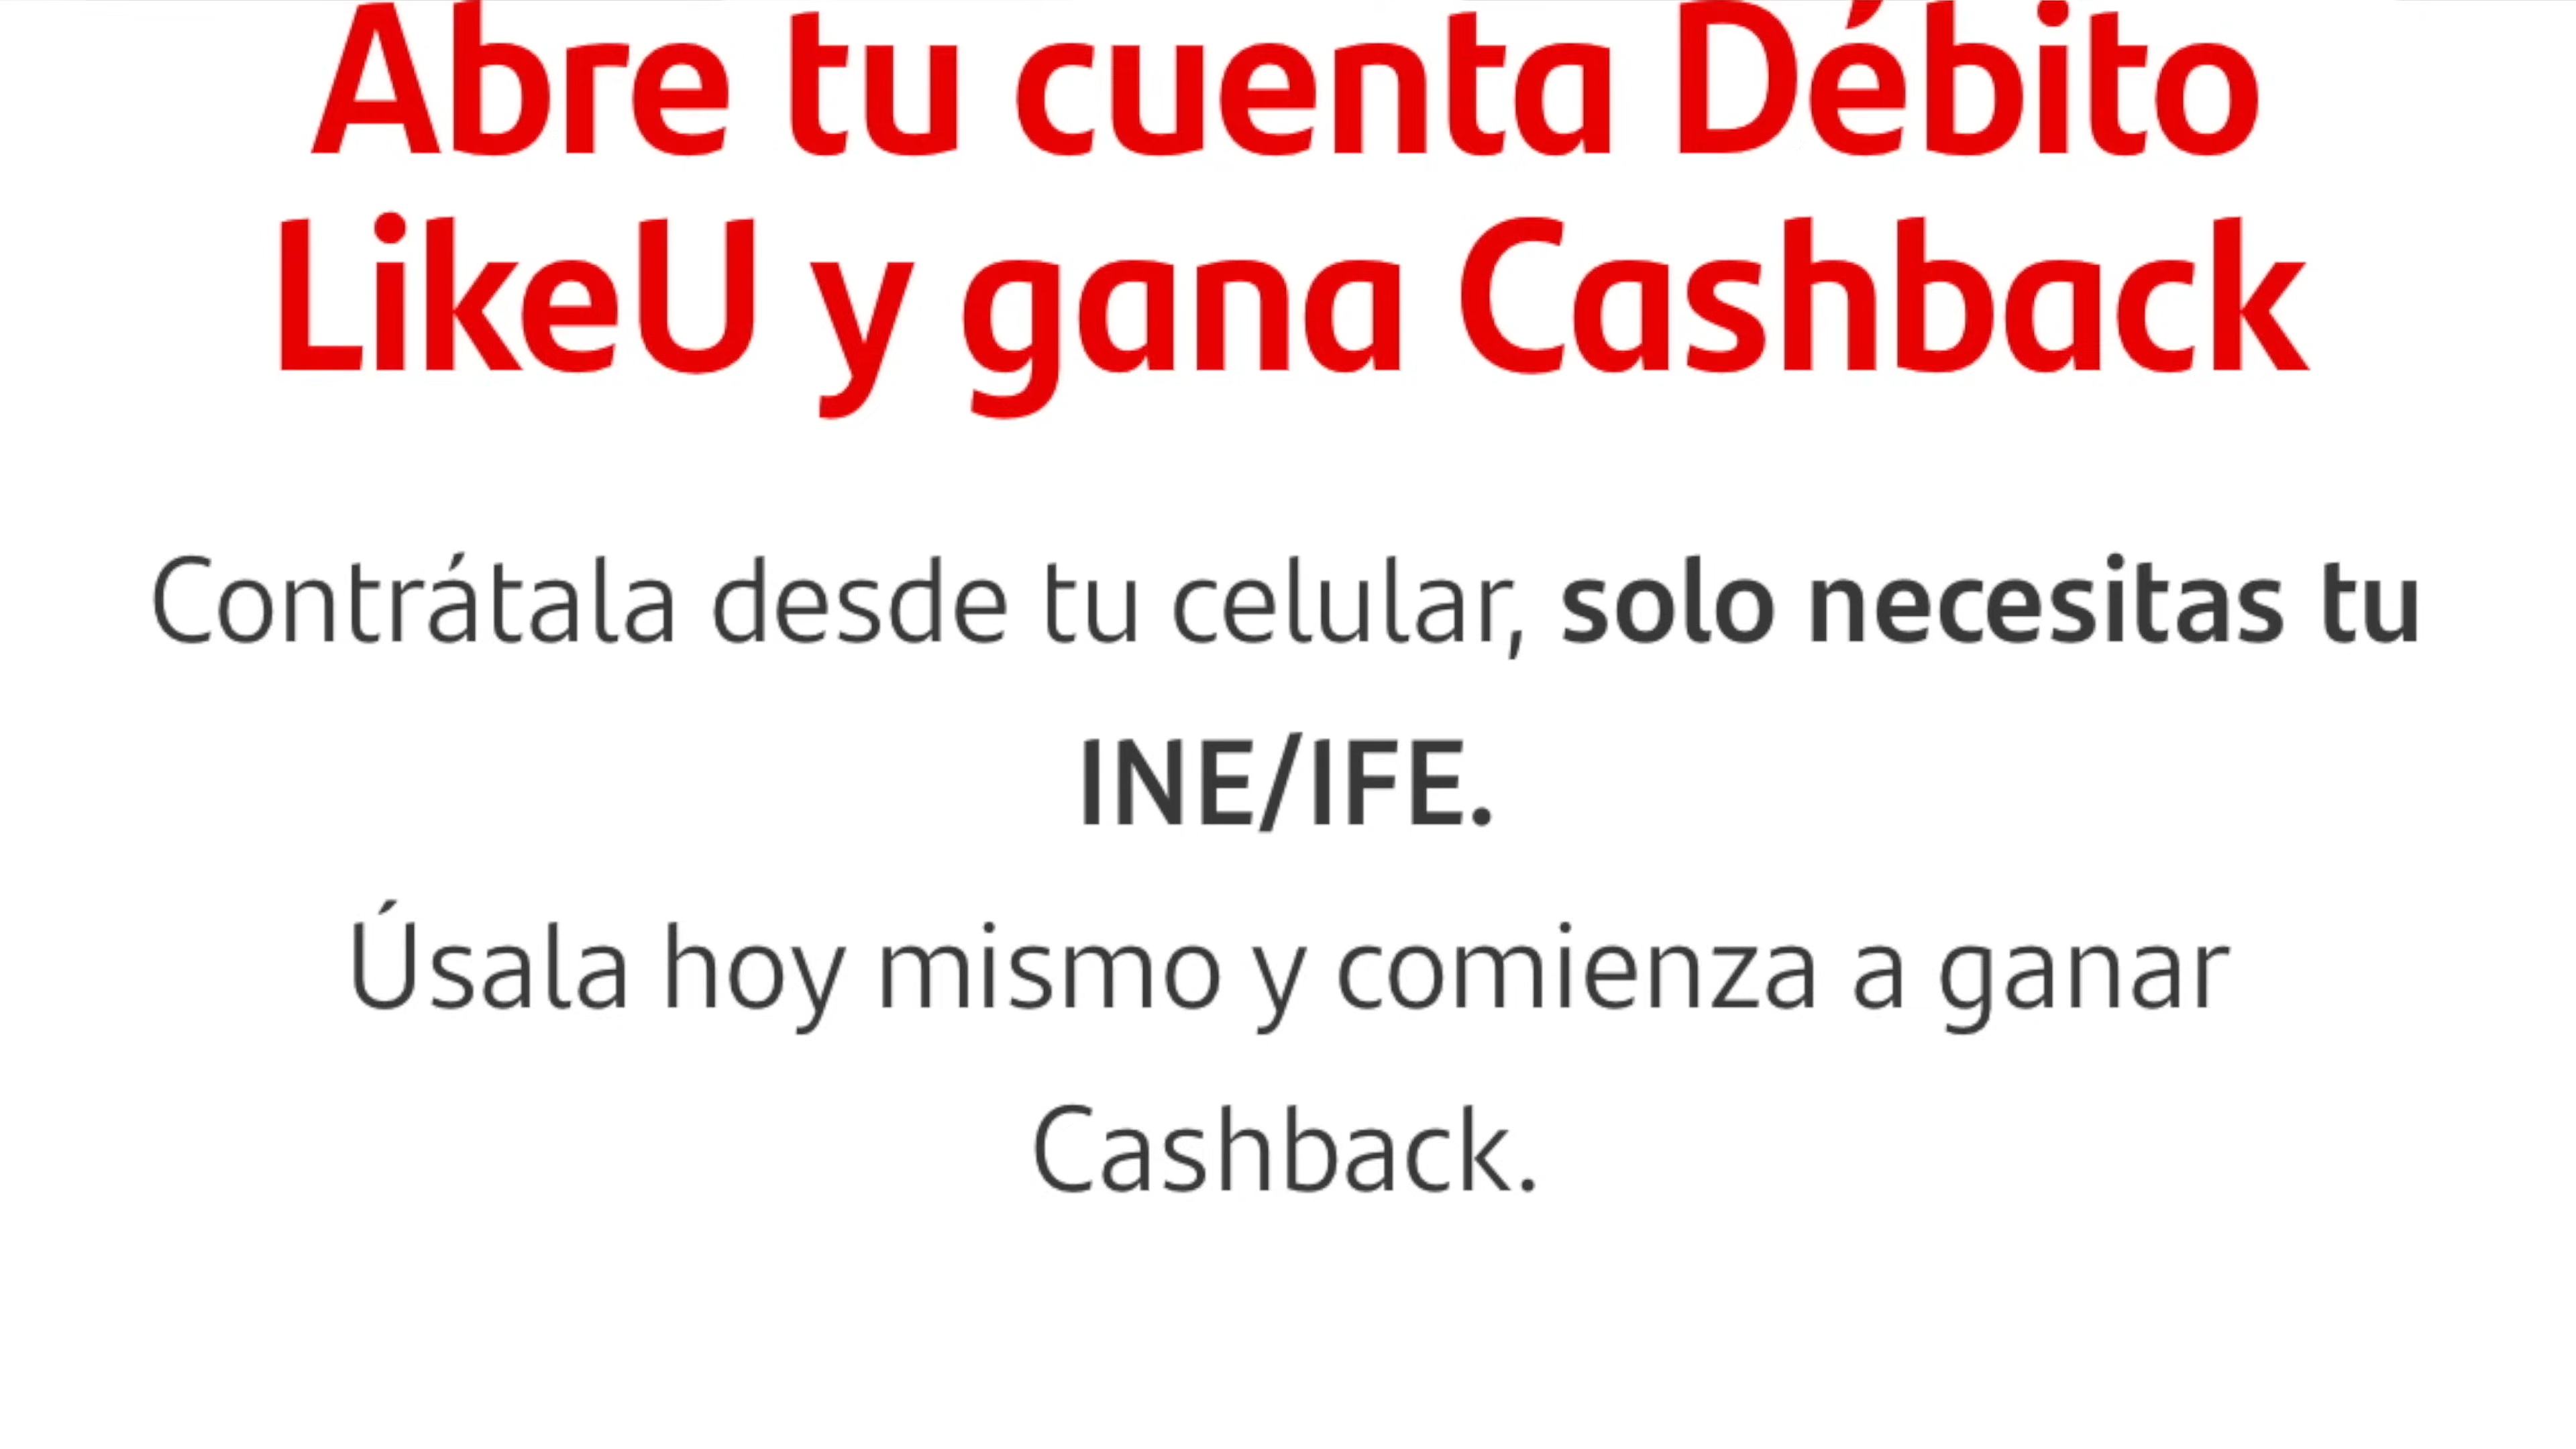 Abre tu cuenta Débito
LikeU y gana Cashback
Contrátala desde tu celular, solo necesitas tu
INE/IFE.
Úsala hoy mismo y comienza a ganar
Cashback.